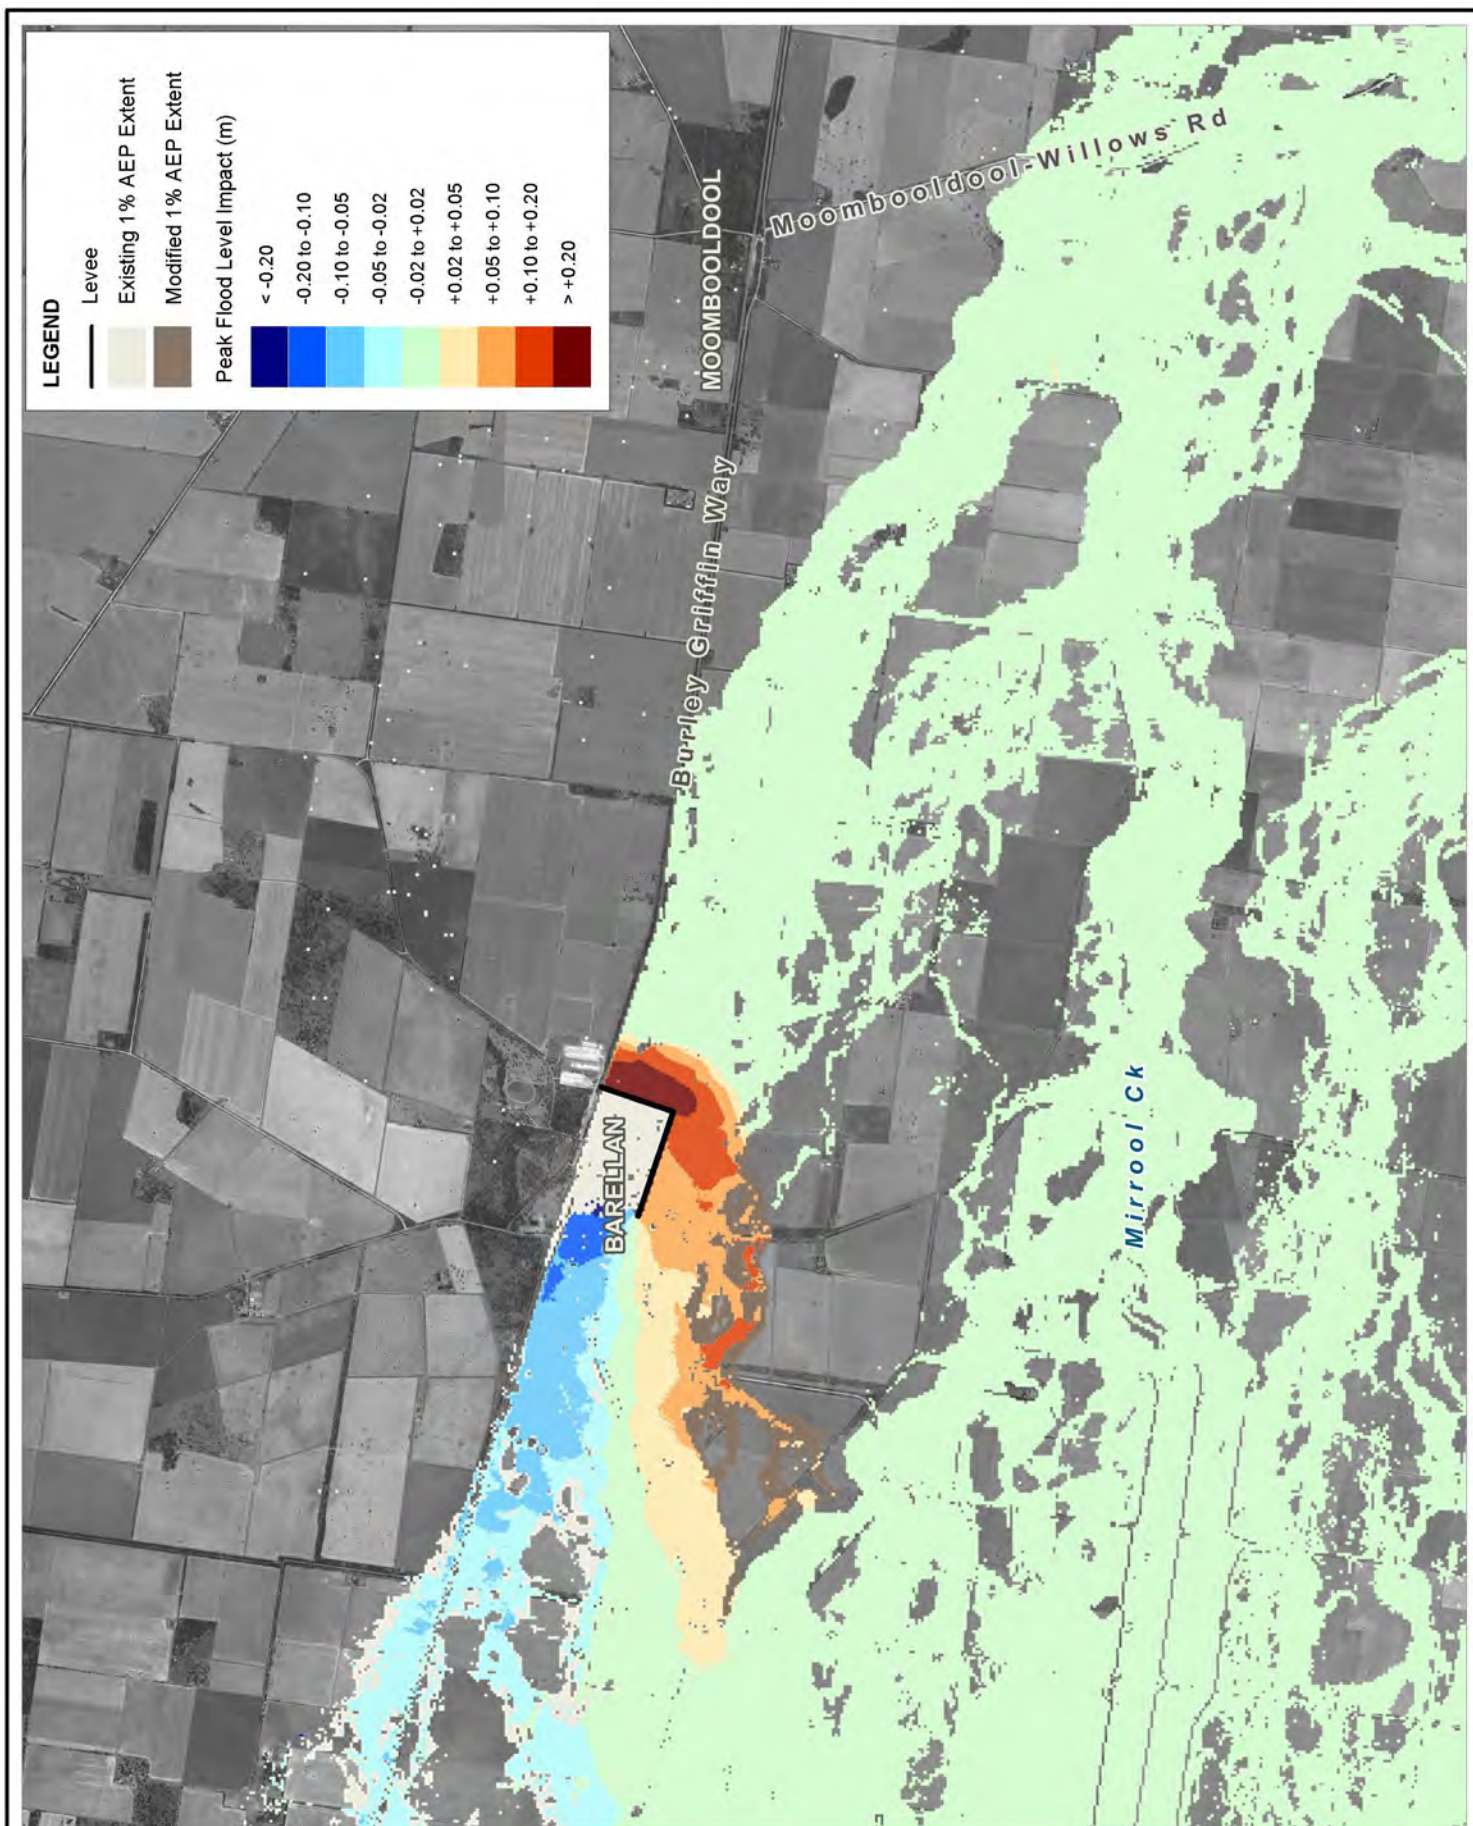 LEGEND
Levee
Existing 1% AEP Extent
Modified 1% AEP Extent
Peak Flood Level Impact (m)
< -0.20
-0.20 to -0.10
-0.10 to -0.05
-0.05 to -0.02
-0.02 to +0.02
+0.02 to +0.05
+0.05 to +0.10
+0.10 to +0.20
> +0.20
BARELLAN
Burley Griffin Way
MOOMBOOLDOOL
Moombooldool-Willows Rd
Mirrool Ck